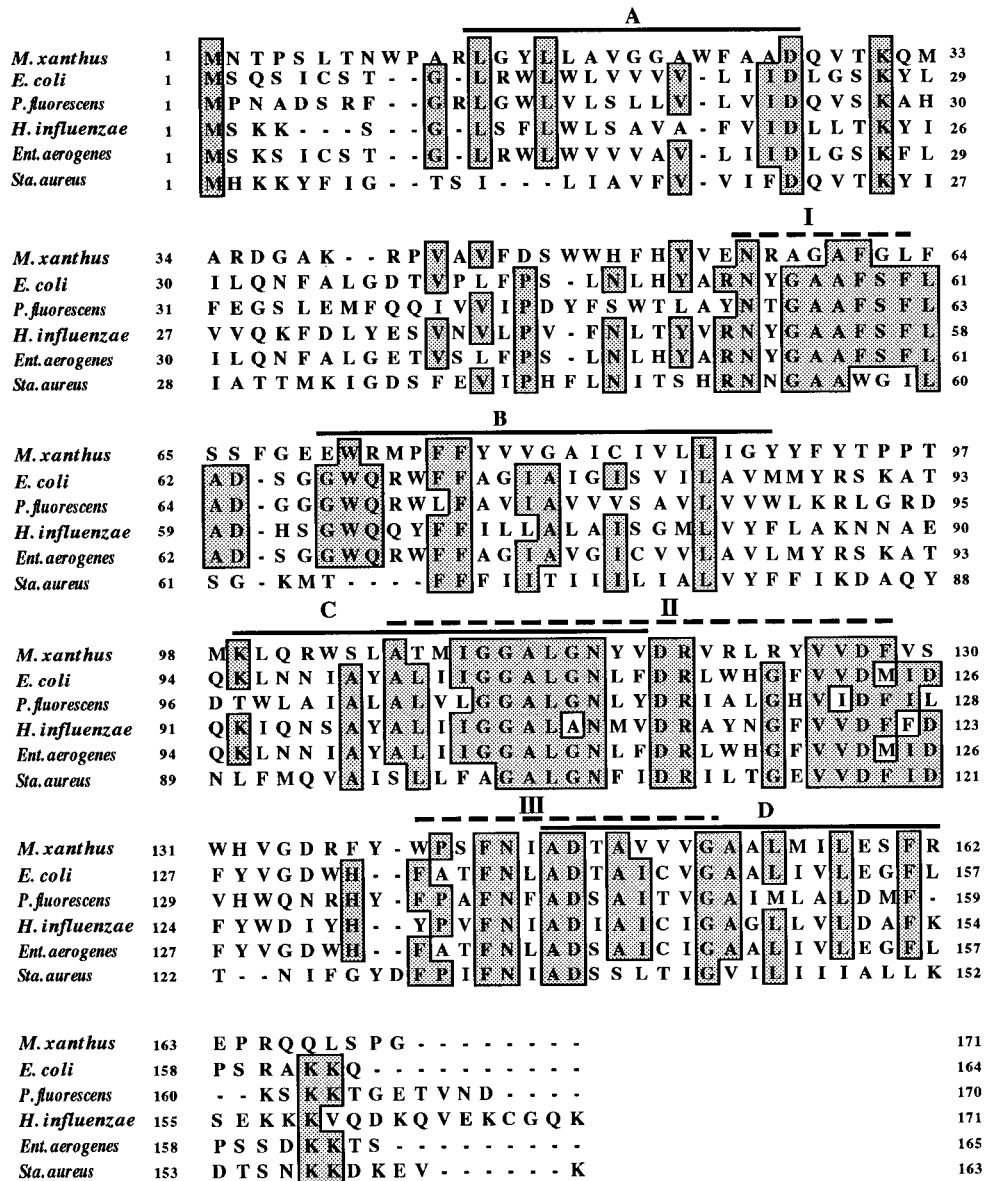 A
M. xanthus 1 M N T P S L T N W P A R L G Y L L A V G G A W F A A D Q V T K Q M 33
E. coli 1 M S Q S I C S T - - G - L R W L W L V V V V - L I I D L G S K Y L 29
P. fluorescens 1 M P N A D S R F - - G R L G W L V L S L L V - L V I D Q V S K A H 30
H. influenzae 1 M S K K - - - S - - G - L S F L W L S A V A - F V I D L L T K Y I 26
Ent. aerogenes 1 M S K S I C S T - - G - L R W L W V V V A V - L I I D L G S K F L 29
Sta. aureus 1 M H K K Y F I G - - T S I - - - L I A V F V - V I F D Q V T K Y I 27
I
M. xanthus 34 A R D G A K - - R P V A V F D S W W H F H Y V E N R A G A F G L F 64
E. coli 30 I L Q N F A L G D T V P L F P S - L N L H Y A R N Y G A A F S F L 61
P. fluorescens 31 F E G S L E M F Q Q I V V I P D Y F S W T L A Y N T G A A F S F L 63
H. influenzae 27 V V Q K F D L Y E S V N V L P V - F N L T Y V R N Y G A A F S F L 58
Ent. aerogenes 30 I L Q N F A L G E T V S L F P S - L N L H Y A R N Y G A A F S F L 61
Sta. aureus 28 I A T T M K I G D S F E V I P H F L N I T S H R N N G A A W G I L 60
B
M. xanthus 65 S S F G E E W R M P F F Y V V G A I C I V L L I G Y Y F Y T P P T 97
E. coli 62 A D - S G G W Q R W F F A G I A I G I S V I L A V M M Y R S K A T 93
P. fluorescens 64 A D - G G G W Q R W L F A V I A V V V S A V L V V W L K R L G R D 95
H. influenzae 59 A D - H S G W Q Q Y F F I L L A L A I S G M L V Y F L A K N N A E 90
Ent. aerogenes 62 A D - S G G W Q R W F F A G I A V G I C V V L A V L M Y R S K A T 93
Sta. aureus 61 S G - K M T - - - - F F F I I T I I I L I A L V Y F F I K D A Q Y 88
C II
M. xanthus 98 M K L Q R W S L A T M I G G A L G N Y V D R V R L R Y V V D F V S 130
E. coli 94 Q K L N N I A Y A L I I G G A L G N L F D R L W H G F V V D M I D 126
P. fluorescens 96 D T W L A I A L A L V L G G A L G N L Y D R I A L G H V I D F I L 128
H. influenzae 91 Q K I Q N S A Y A L I I G G A L A N M V D R A Y N G F V V D F F D 123
Ent. aerogenes 94 Q K L N N I A Y A L I I G G A L G N L F D R L W H G F V V D M I D 126
Sta. aureus 89 N L F M Q V A I S L L F A G A L G N F I D R I L T G E V V D F I D 121
III D
M. xanthus 131 W H V G D R F Y - W P S F N I A D T A V V V G A A L M I L E S F R 162
E. coli 127 F Y V G D W H - - F A T F N L A D T A I C V G A A L I V L E G F L 157
P. fluorescens 129 V H W Q N R H Y - F P A F N F A D S A I T V G A I M L A L D M F - 159
H. influenzae 124 F Y W D I Y H - - Y P V F N I A D I A I C I G A G L L V L D A F K 154
Ent. aerogenes 127 F Y V G D W H - - F A T F N L A D S A I C I G A A L I V L E G F L 157
Sta. aureus 122 T - - N I F G Y D F P I F N I A D S S L T I G V I L I I I A L L K 152
M. xanthus 163 E P R Q Q L S P G - - - - - - - - 171
E. coli 158 P S R A K K Q - - - - - - - - - - 164
P. fluorescens 160 - - K S K K T G E T V N D - - - - 170
H. influenzae 155 S E K K K V Q D K Q V E K C G Q K 171
Ent. aerogenes 158 P S S D K K T S - - - - - - - - - 165
Sta. aureus 153 D T S N K K D K E V - - - - - - K 163